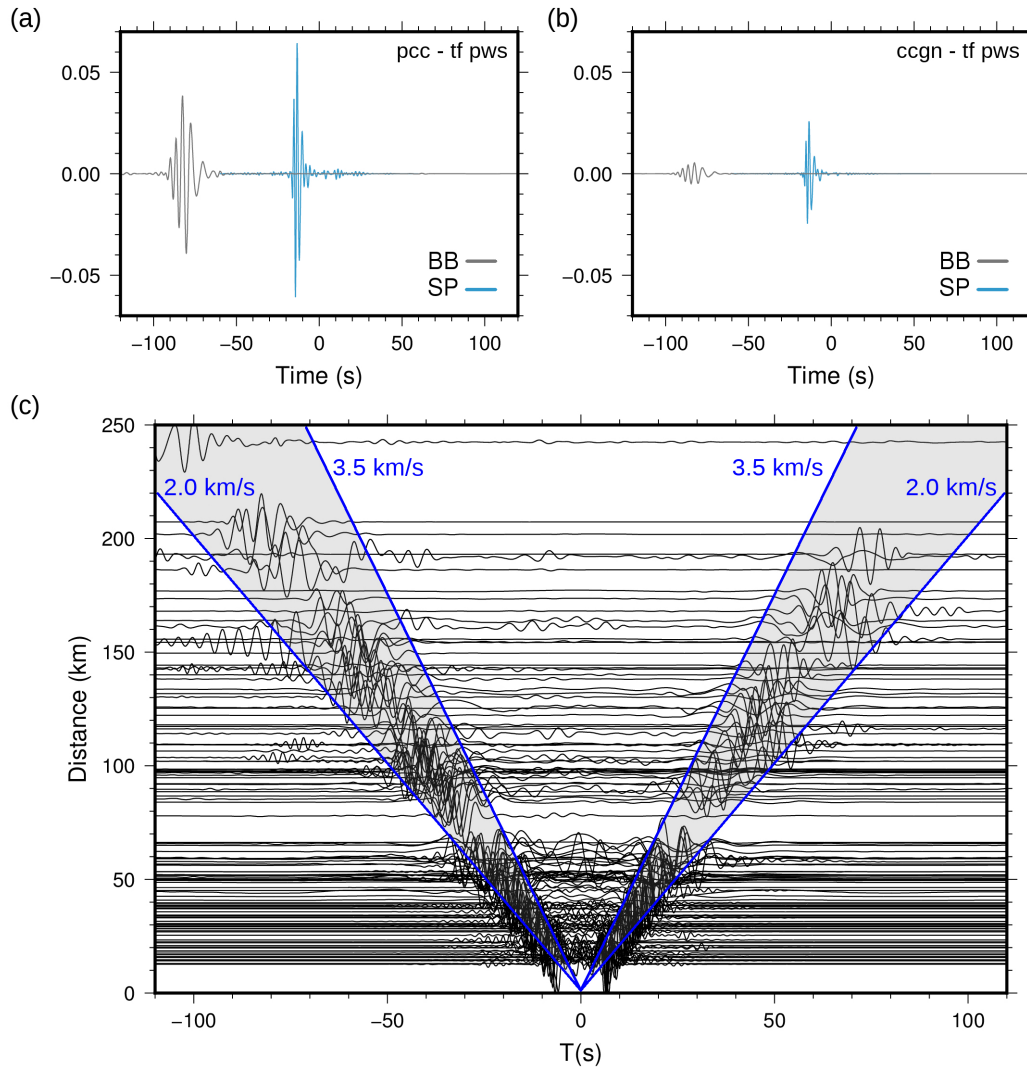 (a)
(b)
pcc - tf pws
ccgn - tf pws
0.05
0.00
−0.05
0.05
0.00
−0.05
BB
SP
BB
SP
−100 −50 0 50 100
−100 −50 0 50 100
Time (s)
Time (s)
(c)
250
200
150
100
50
0
Distance (km)
2.0 km/s
3.5 km/s
3.5 km/s
2.0 km/s
−100 −50 0 50 100
T(s)